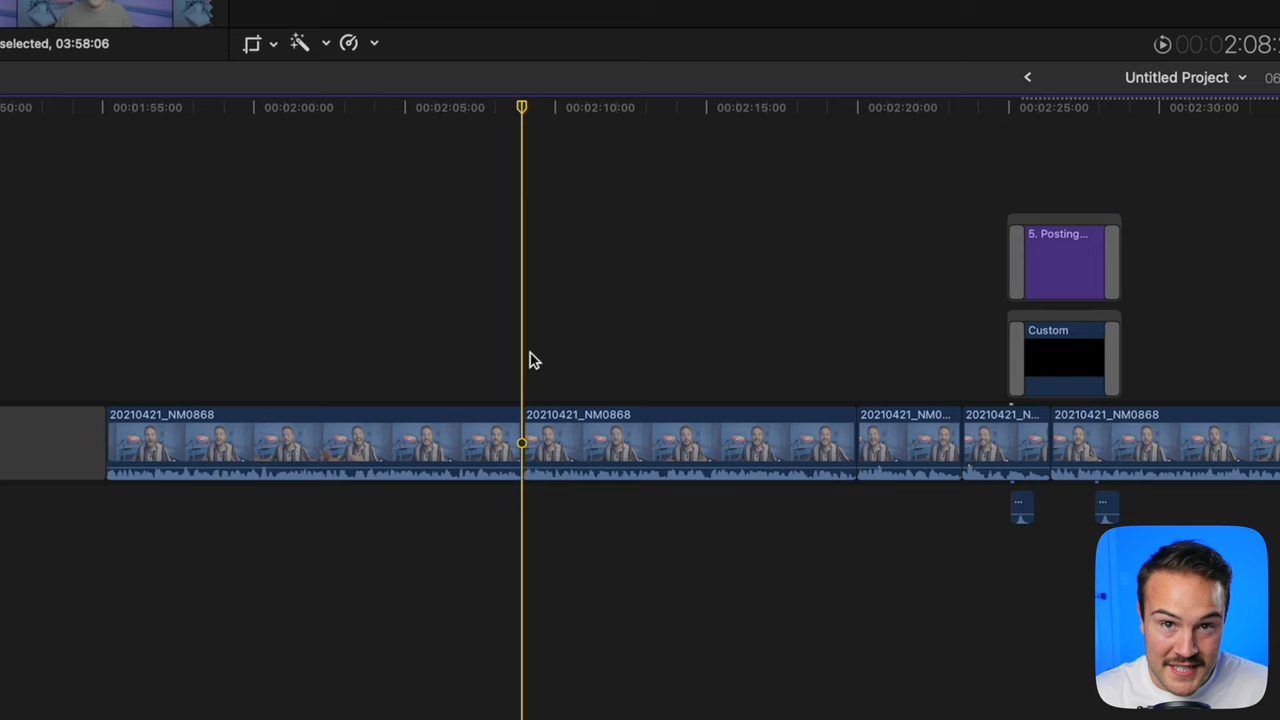 selected, 03:58:06
00:02:08:
Untitled Project
06
50:00
00:01:55:00
00:02:00:00
00:02:05:00
00:02:10:00
00:02:15:00
00:02:20:00
00:02:25:00
00:02:30:00
5. Posting...
Custom
20210421_NM0868
20210421_NM0868
20210421_NM0...
20210421_N...
20210421_NM0868
...
...